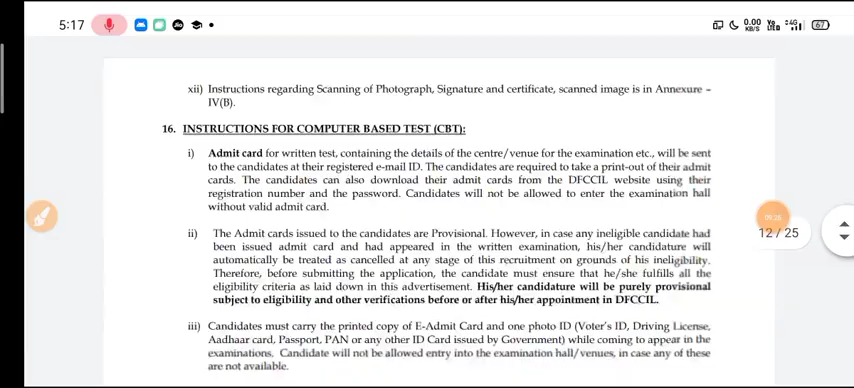 5:17
0.00 KB/S
Vo LTE
4G
67
xii) Instructions regarding Scanning of Photograph, Signature and certificate, scanned image is in Annexure –
IV(B).
16. INSTRUCTIONS FOR COMPUTER BASED TEST (CBT):
i) Admit card for written test, containing the details of the centre/venue for the examination etc., will be sent
to the candidates at their registered e-mail ID. The candidates are required to take a print-out of their admit
cards. The candidates can also download their admit cards from the DFCCIL website using their
registration number and the password. Candidates will not be allowed to enter the examination hall
without valid admit card.
ii) The Admit cards issued to the candidates are Provisional. However, in case any ineligible candidate had
been issued admit card and had appeared in the written examination, his/her candidature will
automatically be treated as cancelled at any stage of this recruitment on grounds of his ineligibility.
Therefore, before submitting the application, the candidate must ensure that he/she fulfills all the
eligibility criteria as laid down in this advertisement. His/her candidature will be purely provisional
subject to eligibility and other verifications before or after his/her appointment in DFCCIL.
12 / 25
iii) Candidates must carry the printed copy of E-Admit Card and one photo ID (Voter's ID, Driving License,
Aadhaar card, Passport, PAN or any other ID Card issued by Government) while coming to appear in the
examinations. Candidate will not be allowed entry into the examination hall/venues, in case any of these
are not available.